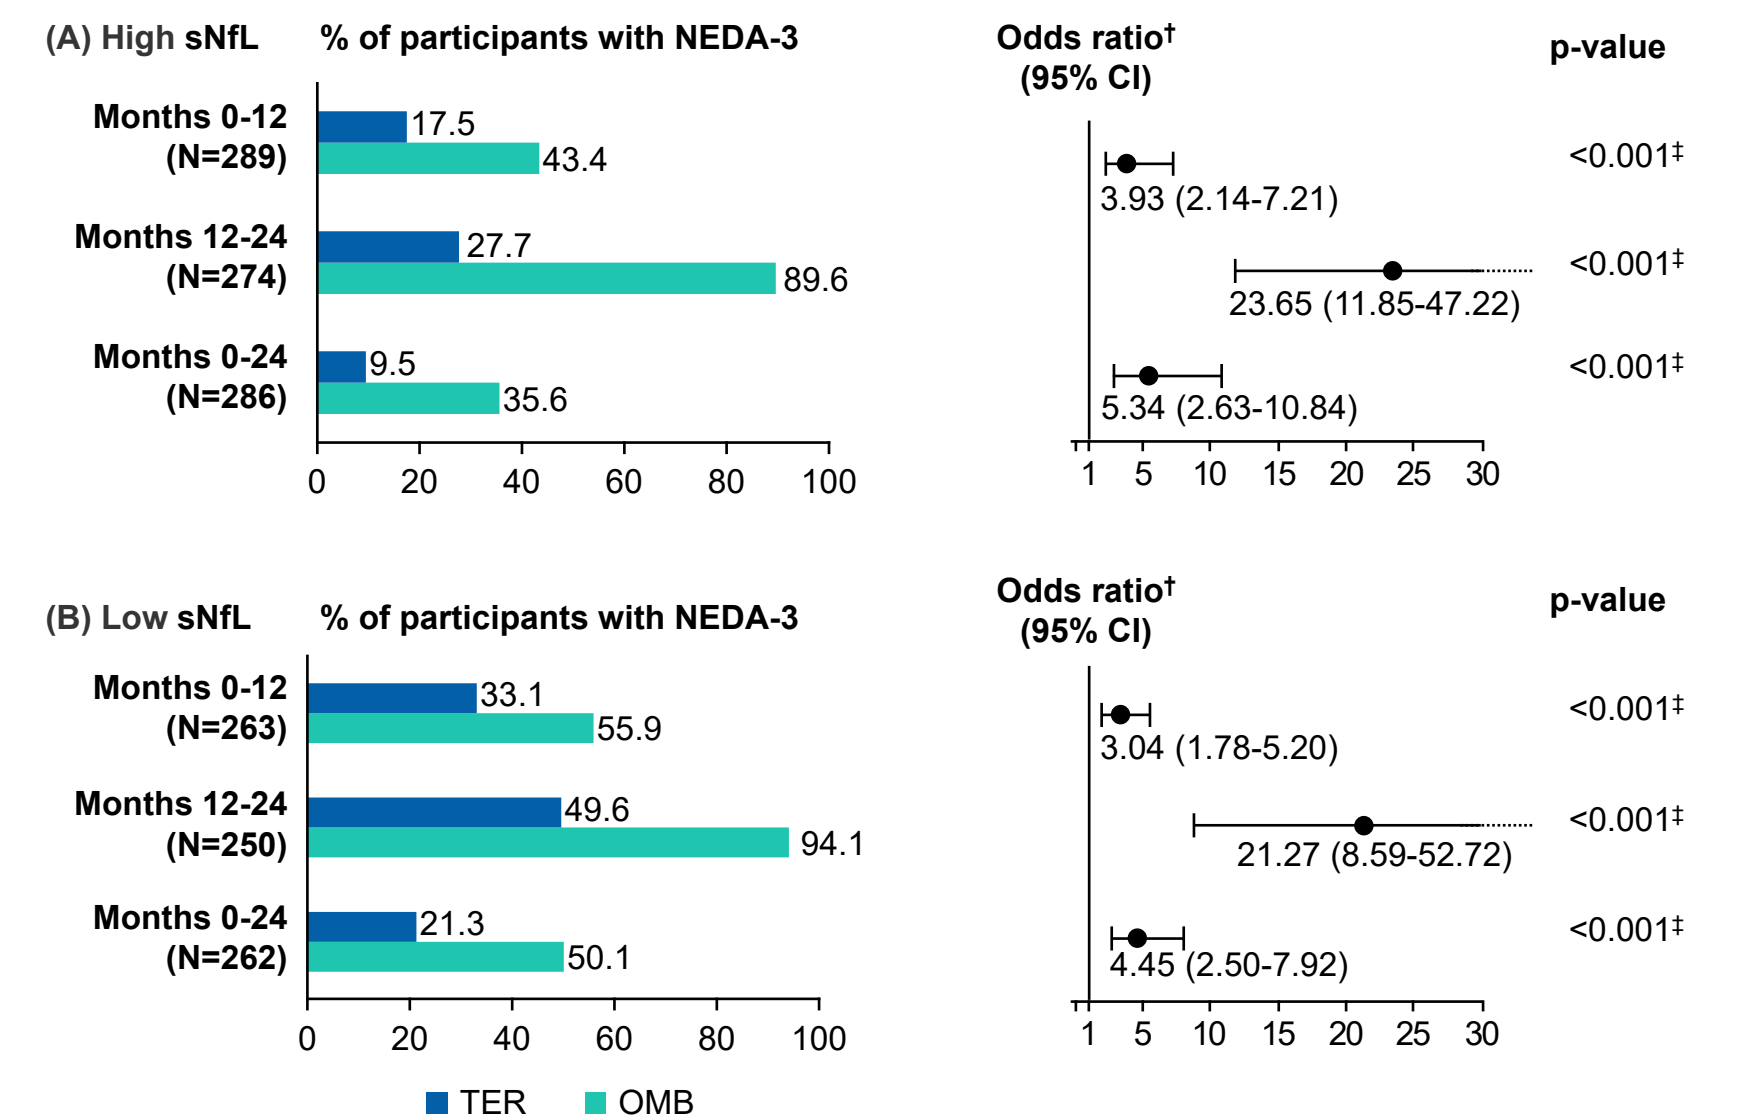 (A) High sNfL
% of participants with NEDA-3
Odds ratio†
(95% CI)
p-value
Months 0-12
(N=289)
17.5
43.4
3.93 (2.14-7.21)
<0.001‡
Months 12-24
(N=274)
27.7
89.6
23.65 (11.85-47.22)
<0.001‡
Months 0-24
(N=286)
9.5
35.6
5.34 (2.63-10.84)
<0.001‡
0 20 40 60 80 100
1 5 10 15 20 25 30
(B) Low sNfL
% of participants with NEDA-3
Odds ratio†
(95% CI)
p-value
Months 0-12
(N=263)
33.1
55.9
3.04 (1.78-5.20)
<0.001‡
Months 12-24
(N=250)
49.6
94.1
21.27 (8.59-52.72)
<0.001‡
Months 0-24
(N=262)
21.3
50.1
4.45 (2.50-7.92)
<0.001‡
0 20 40 60 80 100
1 5 10 15 20 25 30
TER OMB